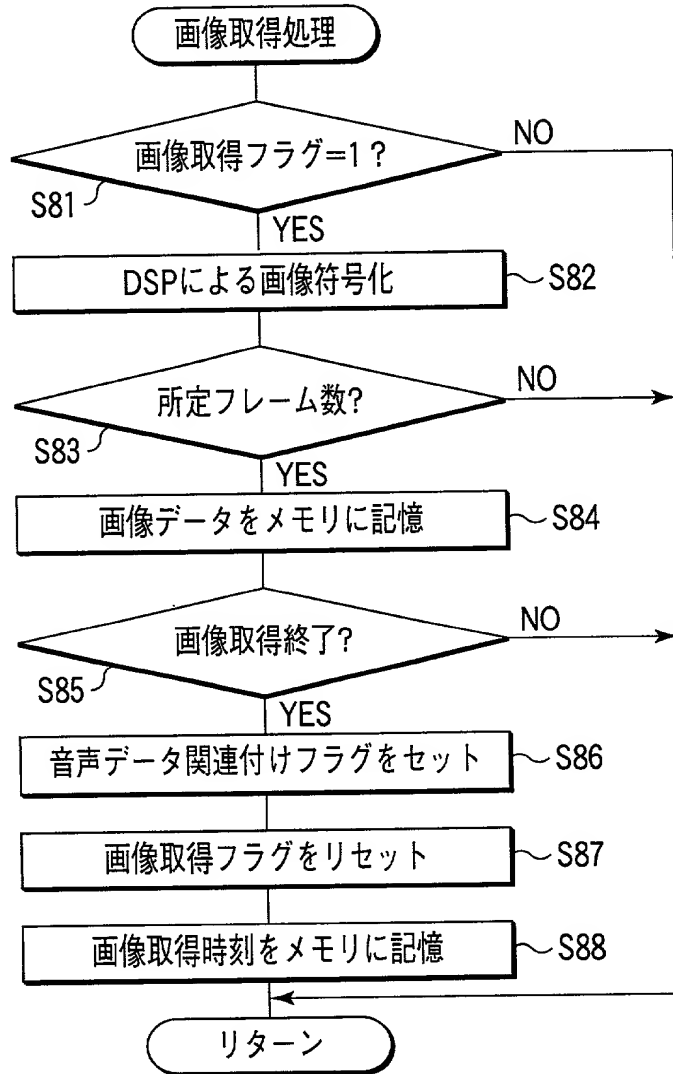 画像取得処理
画像取得フラグ=1?
NO
S81
YES
DSPによる画像符号化
S82
所定フレーム数?
NO
S83
YES
画像データをメモリに記憶
S84
画像取得終了?
NO
S85
YES
音声データ関連付けフラグをセット
S86
画像取得フラグをリセット
S87
画像取得時刻をメモリに記憶
S88
リターン